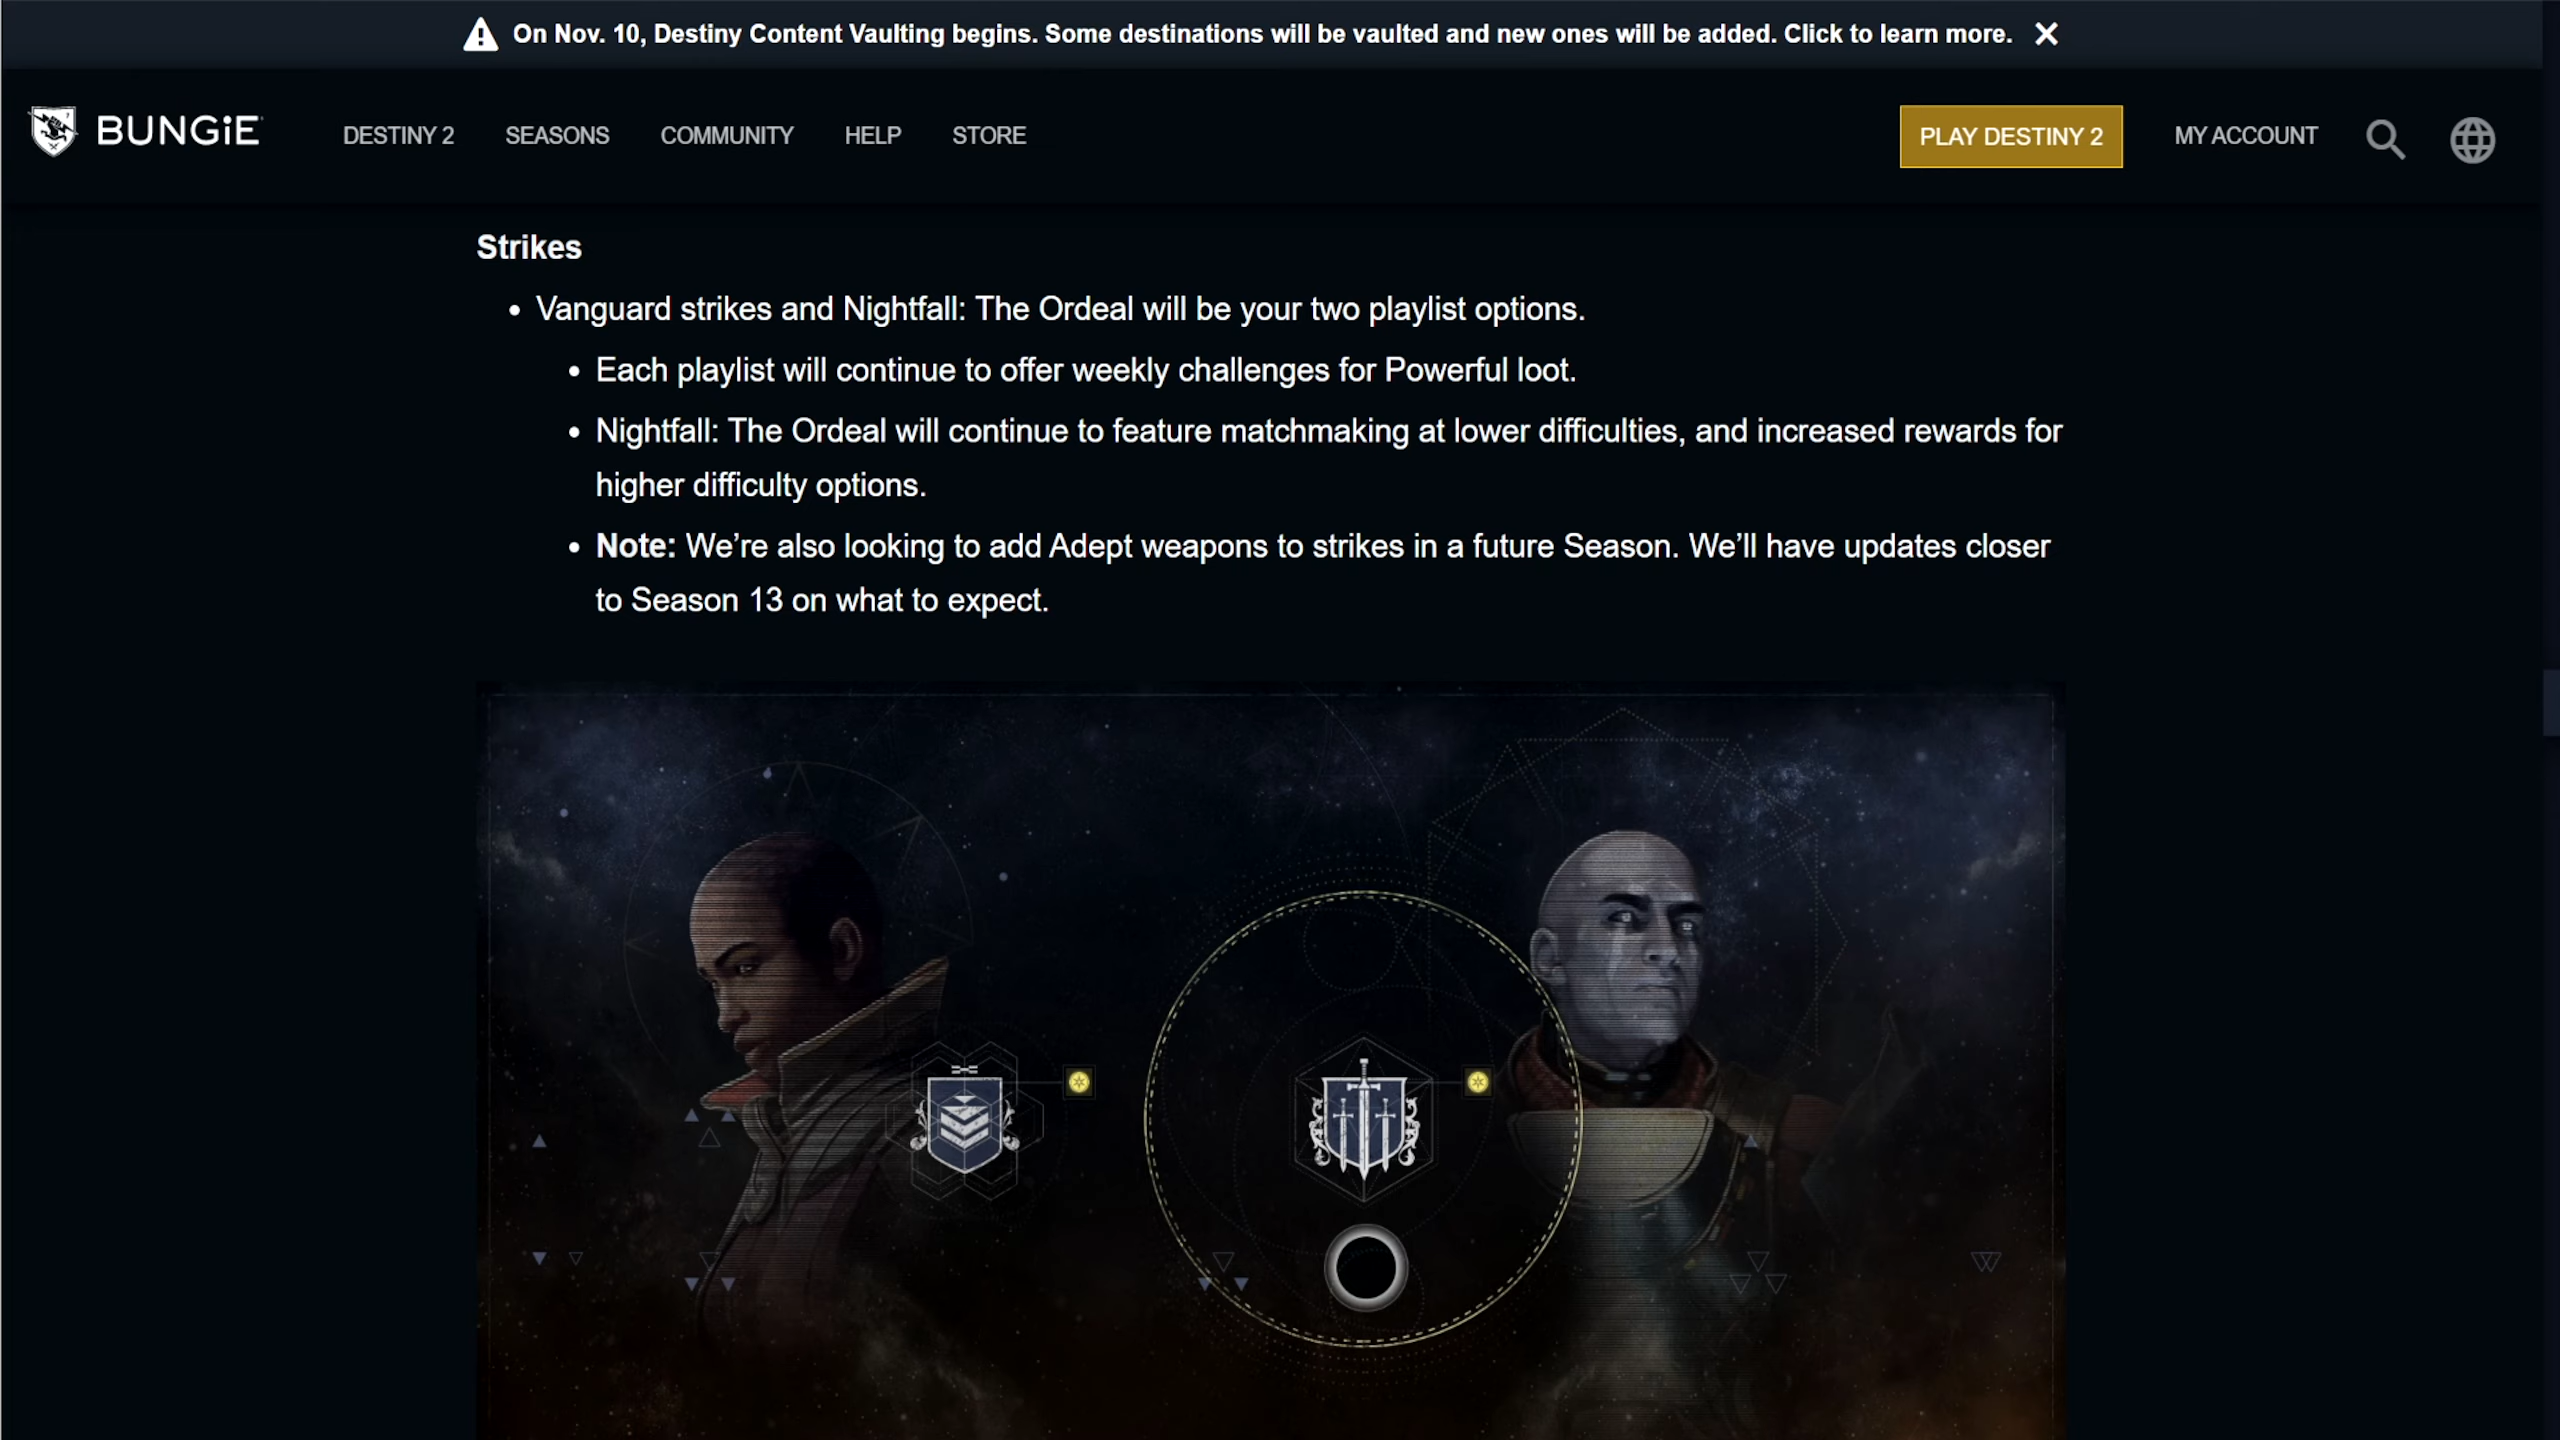 On Nov. 10, Destiny Content Vaulting begins. Some destinations will be vaulted and new ones will be added. Click to learn more.
BUNGiE DESTINY 2 SEASONS COMMUNITY HELP STORE PLAY DESTINY 2 MY ACCOUNT
Strikes
Vanguard strikes and Nightfall: The Ordeal will be your two playlist options.
Each playlist will continue to offer weekly challenges for Powerful loot.
Nightfall: The Ordeal will continue to feature matchmaking at lower difficulties, and increased rewards for
higher difficulty options.
Note: We’re also looking to add Adept weapons to strikes in a future Season. We’ll have updates closer
to Season 13 on what to expect.